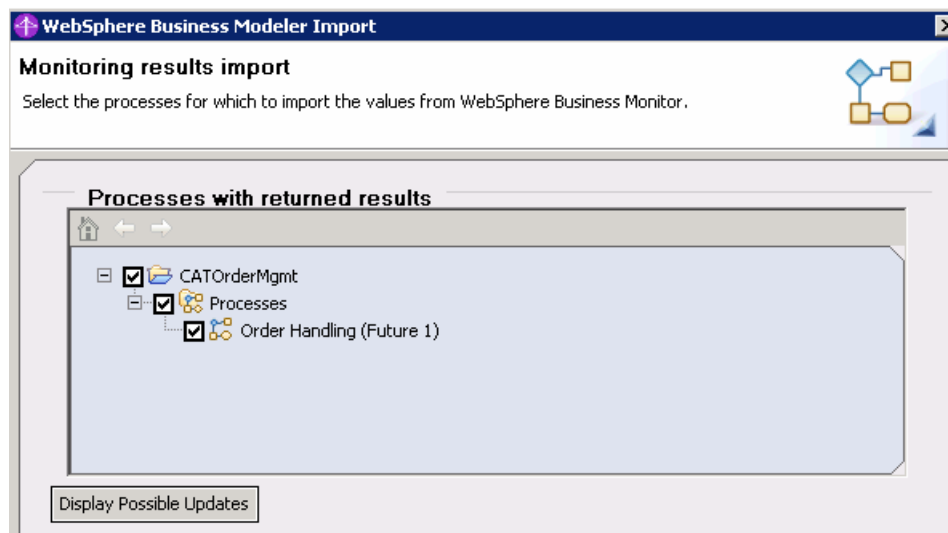 WebSphere Business Modeler Import
Monitoring results import
Select the processes for which to import the values from WebSphere Business Monitor.
Processes with returned results
CATOrderMgmt
Processes
Order Handling (Future 1)
Display Possible Updates